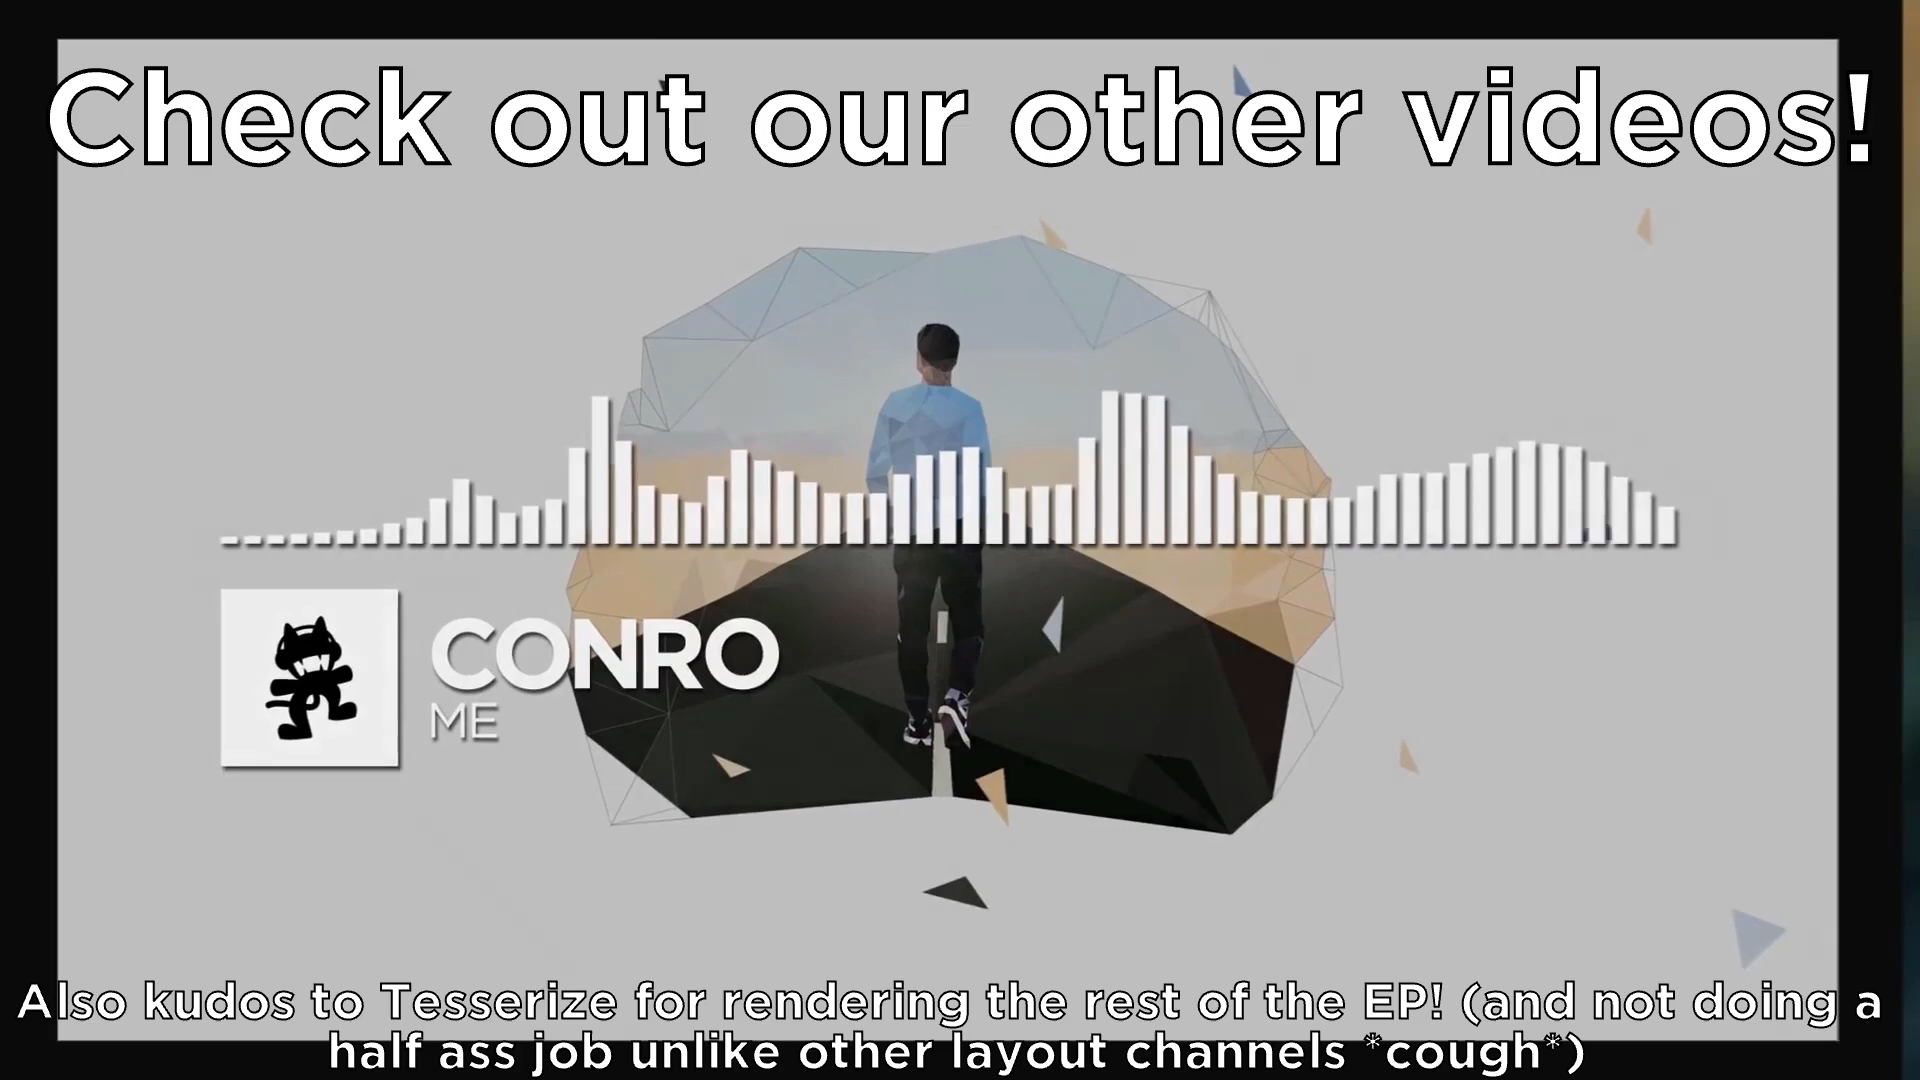 Check out our other videos!
CONRO
ME
Also kudos to Tesserize for rendering the rest of the EP! (and not doing a
half ass job unlike other layout channels *cough*)